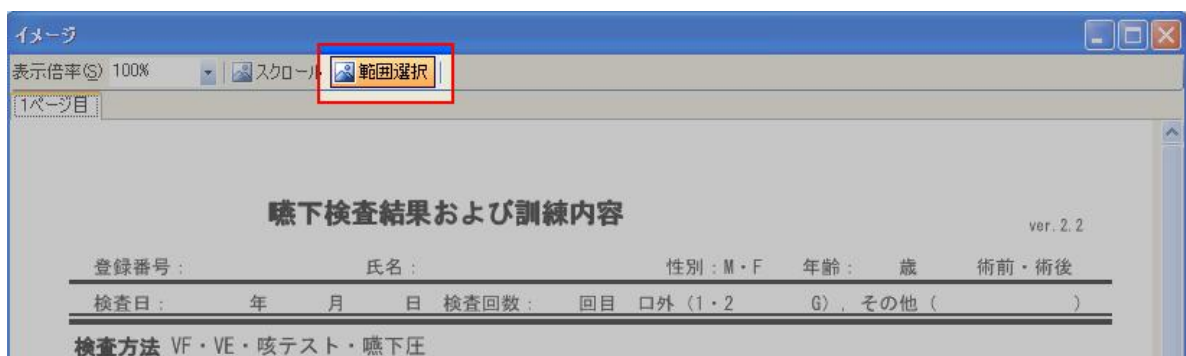 イメージ
表示倍率(S) 100% スクロール 範囲選択
1ページ目
嚥下検査結果および訓練内容
ver. 2. 2
登録番号: 氏名: 性別:M・F 年齢: 歳 術前・術後
検査日: 年 月 日 検査回数: 回目 口外 (1・2 G), その他 ( )
検査方法 VF・VE・咳テスト・嚥下圧